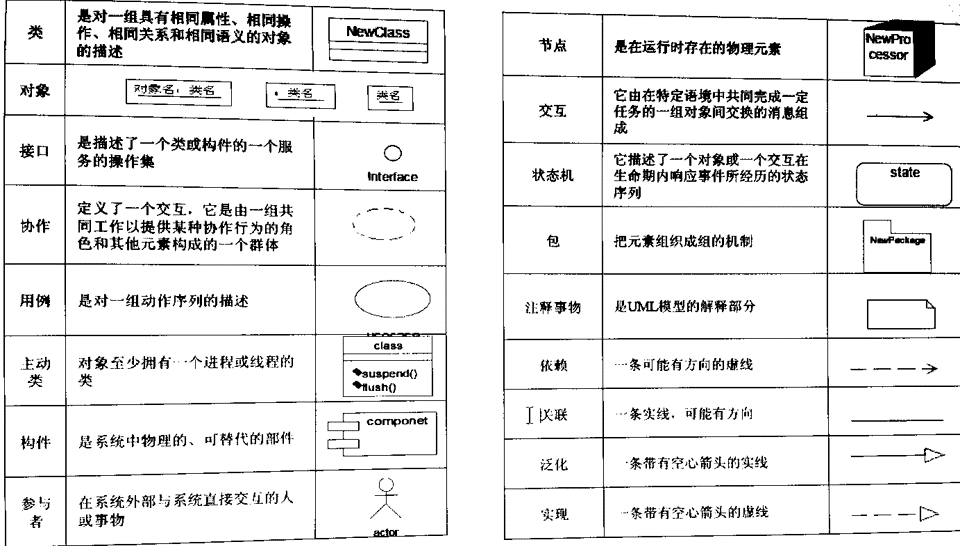 类
是对一组具有相同属性、相同操
作、相同关系和相同语义的对象
的描述
NewClass
对象
对象名：类名
：类名
类名
接口
是描述了一个类或构件的一个服
务的操作集
Interface
协作
定义了一个交互，它是由一组共
同工作以提供某种协作行为的角
色和其他元素构成的一个群体
用例
是对一组动作序列的描述
主动
类
对象至少拥有一个进程或线程的
类
class
suspend()
flush()
构件
是系统中物理的、可替代的部件
componet
参与
者
在系统外部与系统直接交互的人
或事物
actor
节点
是在运行时存在的物理元素
NewPro
cessor
交互
它由在特定语境中共同完成一定
任务的一组对象间交换的消息组
成
状态机
它描述了一个对象或一个交互在
生命期内响应事件所经历的状态
序列
state
包
把元素组织成组的机制
NewPackage
注释事物
是UML模型的解释部分
依赖
一条可能有方向的虚线
关联
一条实线，可能有方向
泛化
一条带有空心箭头的实线
实现
一条带有空心箭头的虚线